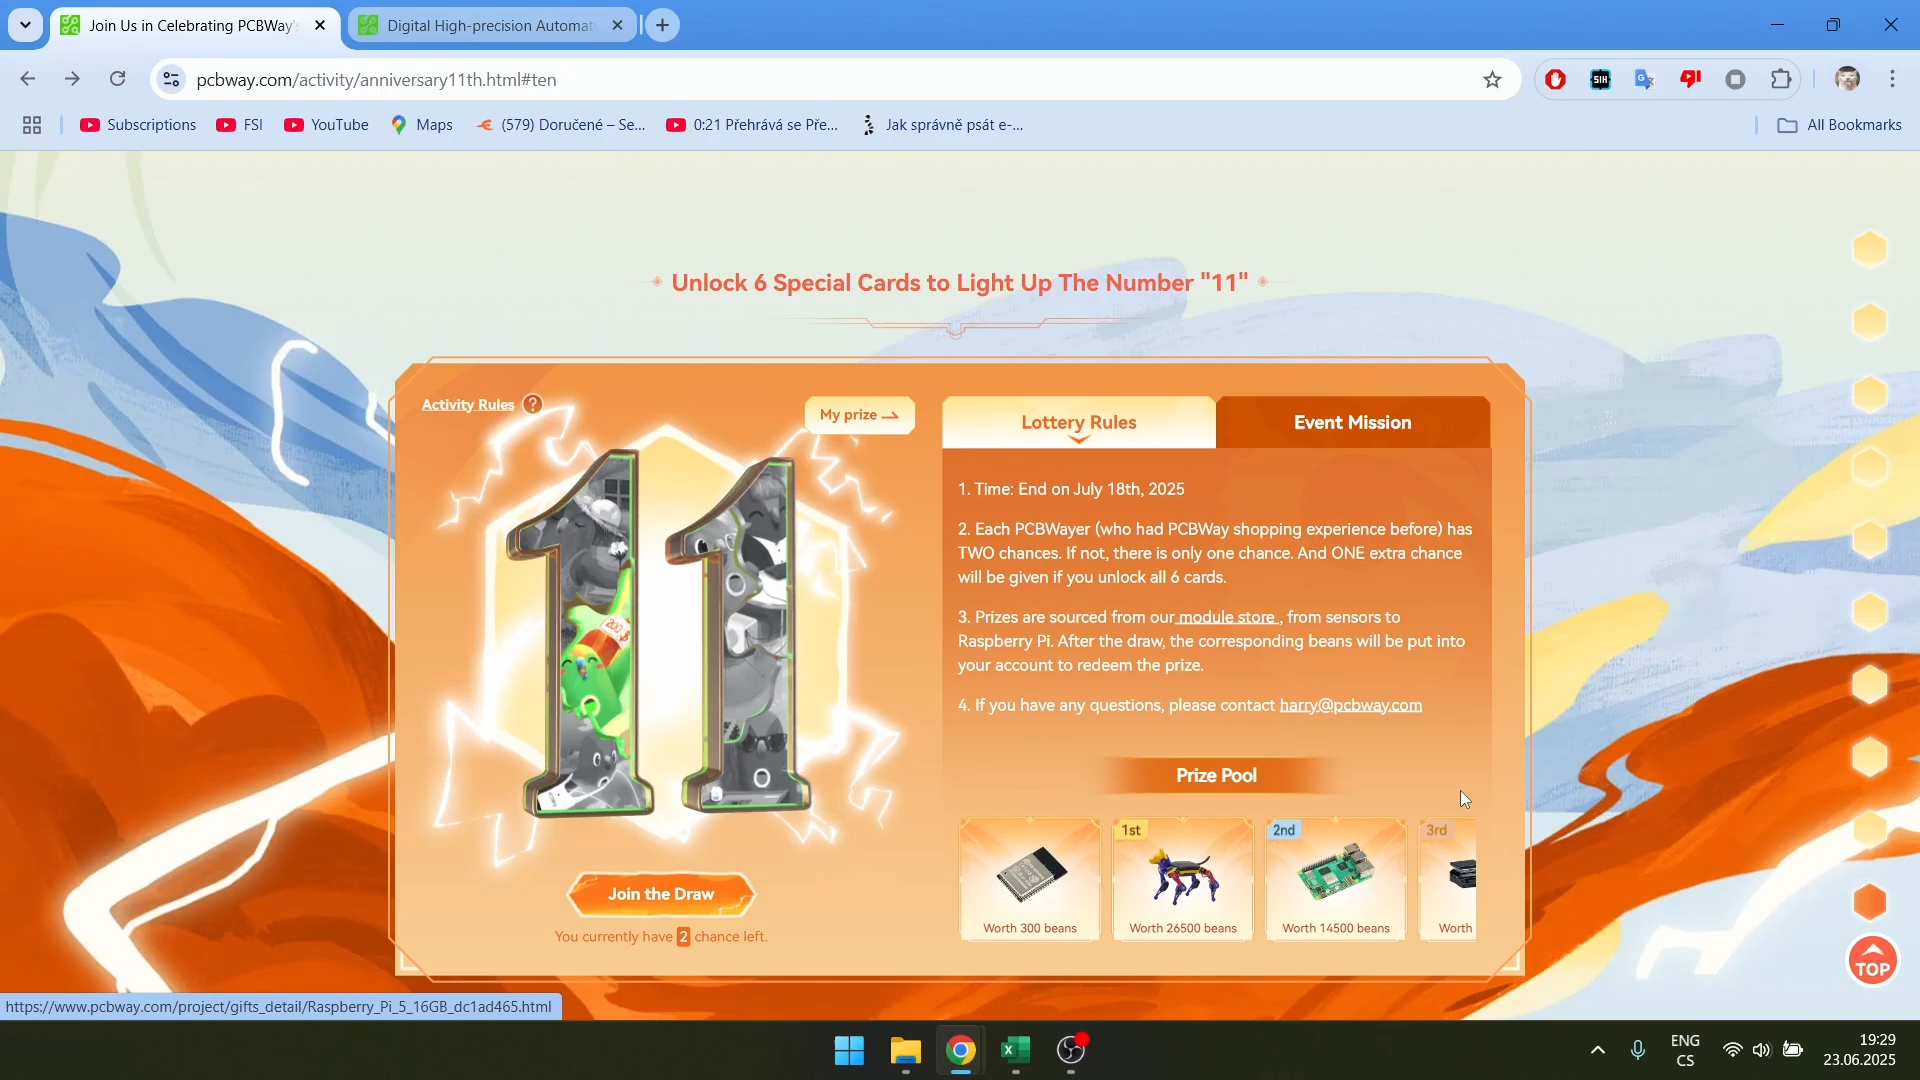 Join Us in Celebrating PCBWay's
Digital High-precision Automat
pcbway.com/activity/anniversary11th.html#ten
SIH
Subscriptions
FSI
YouTube
Maps
(579) Doručené – Se...
0:21 Přehrává se Pře...
Jak správně psát e-...
All Bookmarks
Unlock 6 Special Cards to Light Up The Number "11"
Activity Rules ?
My prize
Lottery Rules
Event Mission
1. Time: End on July 18th, 2025
2. Each PCBWayer (who had PCBWay shopping experience before) has
TWO chances. If not, there is only one chance. And ONE extra chance
will be given if you unlock all 6 cards.
3. Prizes are sourced from our module store , from sensors to
Raspberry Pi. After the draw, the corresponding beans will be put into
your account to redeem the prize.
4. If you have any questions, please contact harry@pcbway.com
Prize Pool
1st
2nd
3rd
Worth 300 beans
Worth 26500 beans
Worth 14500 beans
Worth
Join the Draw
You currently have 2 chance left.
TOP
https://www.pcbway.com/project/gifts_detail/Raspberry_Pi_5_16GB_dc1ad465.html
ENG
CS
19:29
23.06.2025